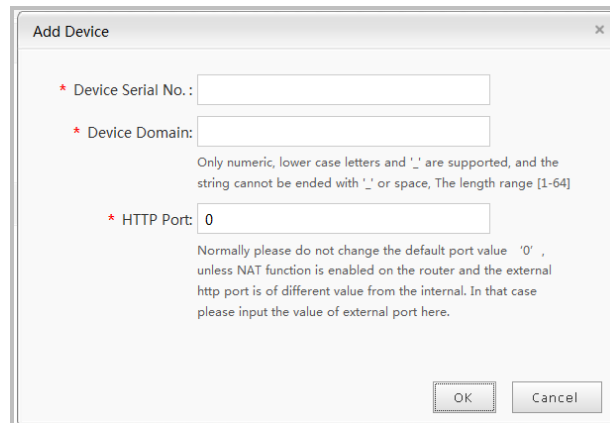 Add Device ×
* Device Serial No. :
* Device Domain:
Only numeric, lower case letters and '_' are supported, and the
string cannot be ended with '_' or space, The length range [1-64]
* HTTP Port: 0
Normally please do not change the default port value ‘0’ ,
unless NAT function is enabled on the router and the external
http port is of different value from the internal. In that case
please input the value of external port here.
OK Cancel